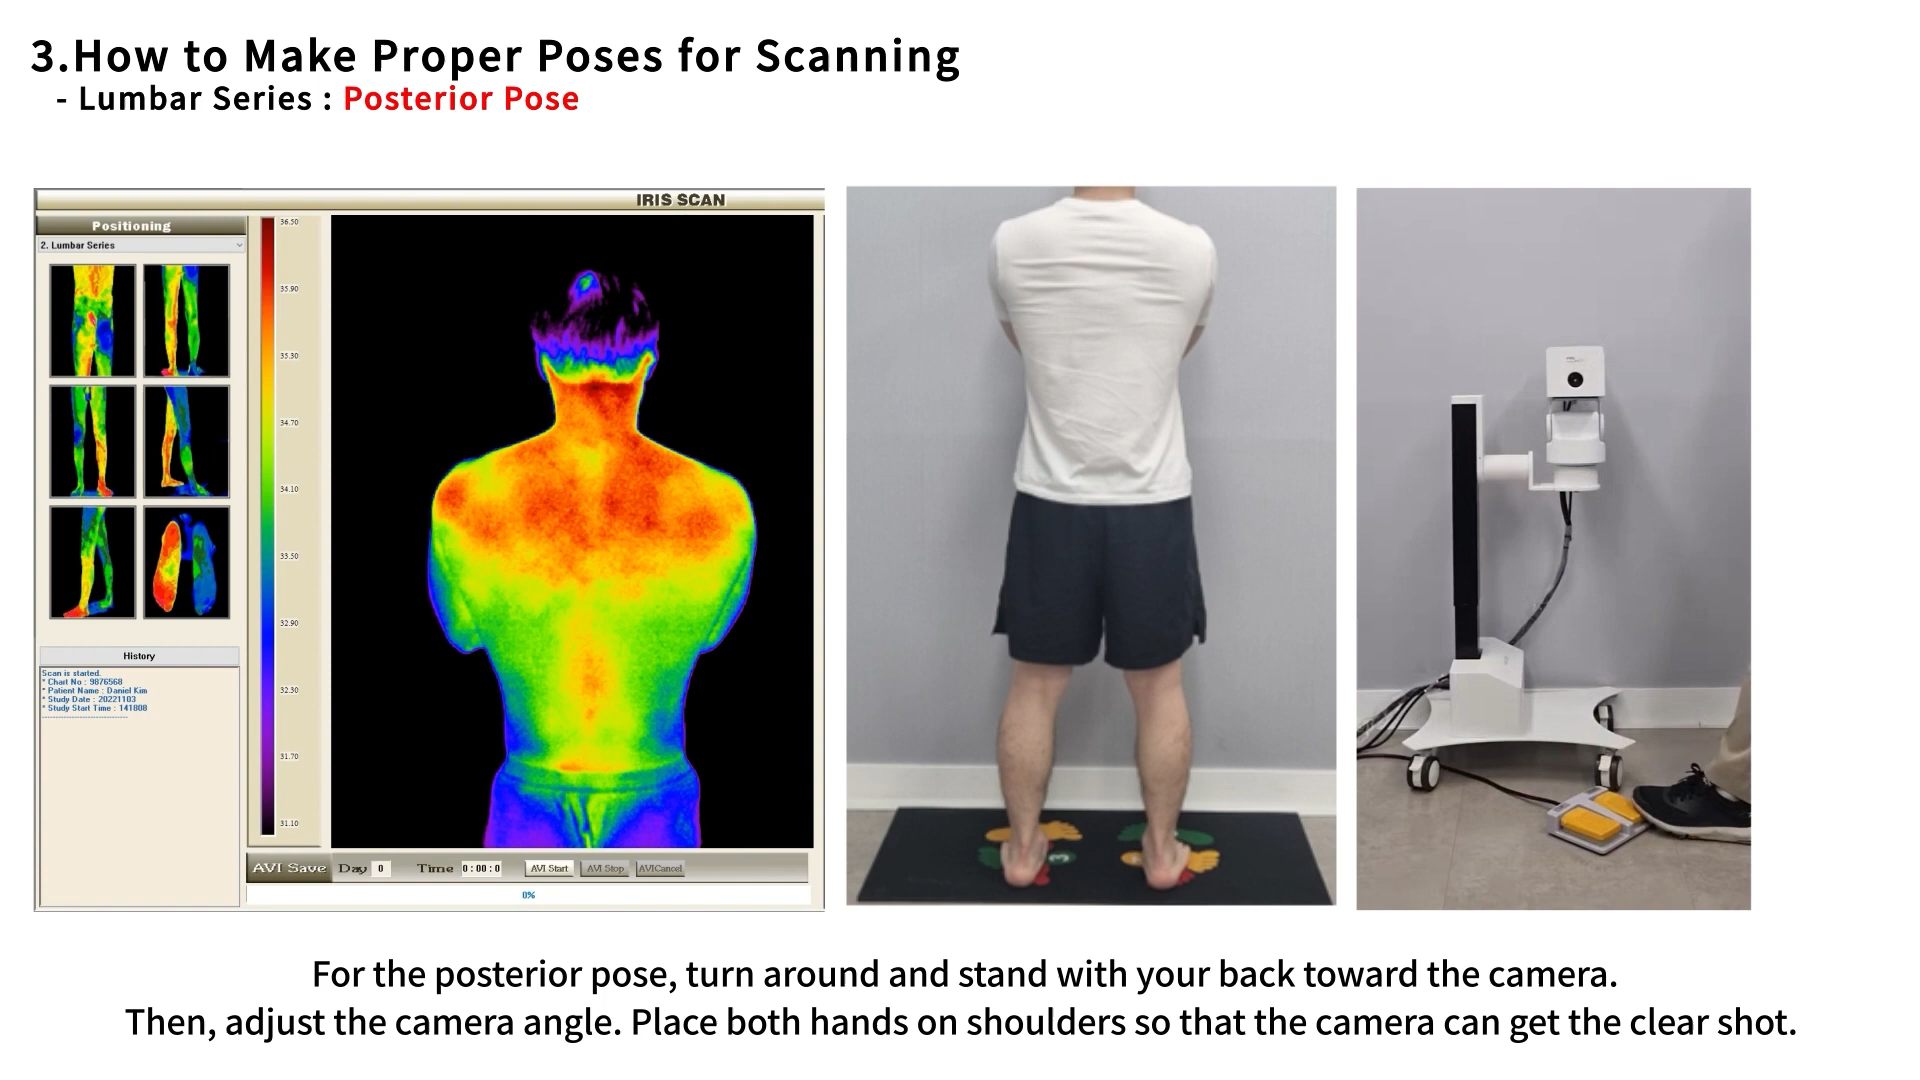 3.How to Make Proper Poses for Scanning
- Lumbar Series : Posterior Pose
IRIS SCAN
Positioning
2. Lumbar Series
36.50
35.90
35.30
34.70
34.10
33.50
32.90
32.30
31.70
31.10
History
Scan is started.
* Chart No : 9876568
* Patient Name : Daniel Kim
* Study Date : 20221103
* Study Start Time : 141808
AVI Save Day 0 Time 0:00:0 AVI Start AVI Stop AVICancel
0%
For the posterior pose, turn around and stand with your back toward the camera.
Then, adjust the camera angle. Place both hands on shoulders so that the camera can get the clear shot.